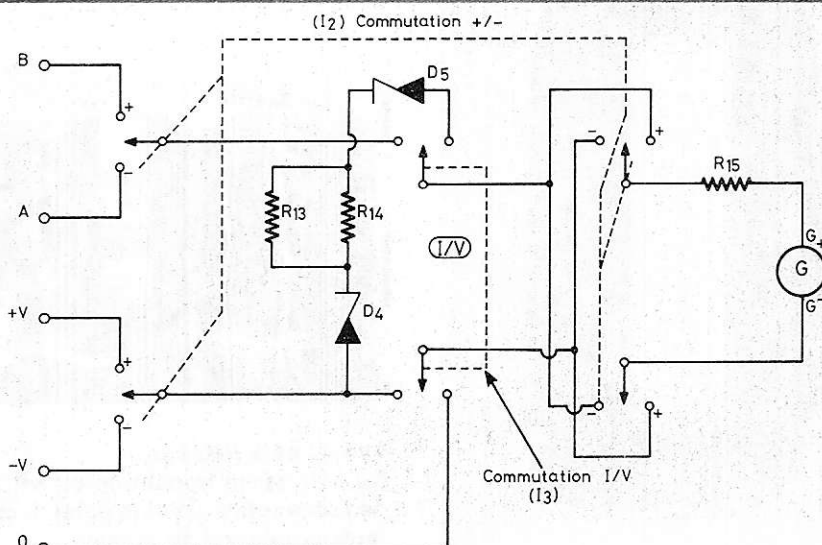 (I2) Commutation +/-
B
D5
+
-
+
-
R15
A
R13
R14
I/V
G+
G
G-
+V
D4
+
-
-
+
-V
Commutation I/V
(I3)
0